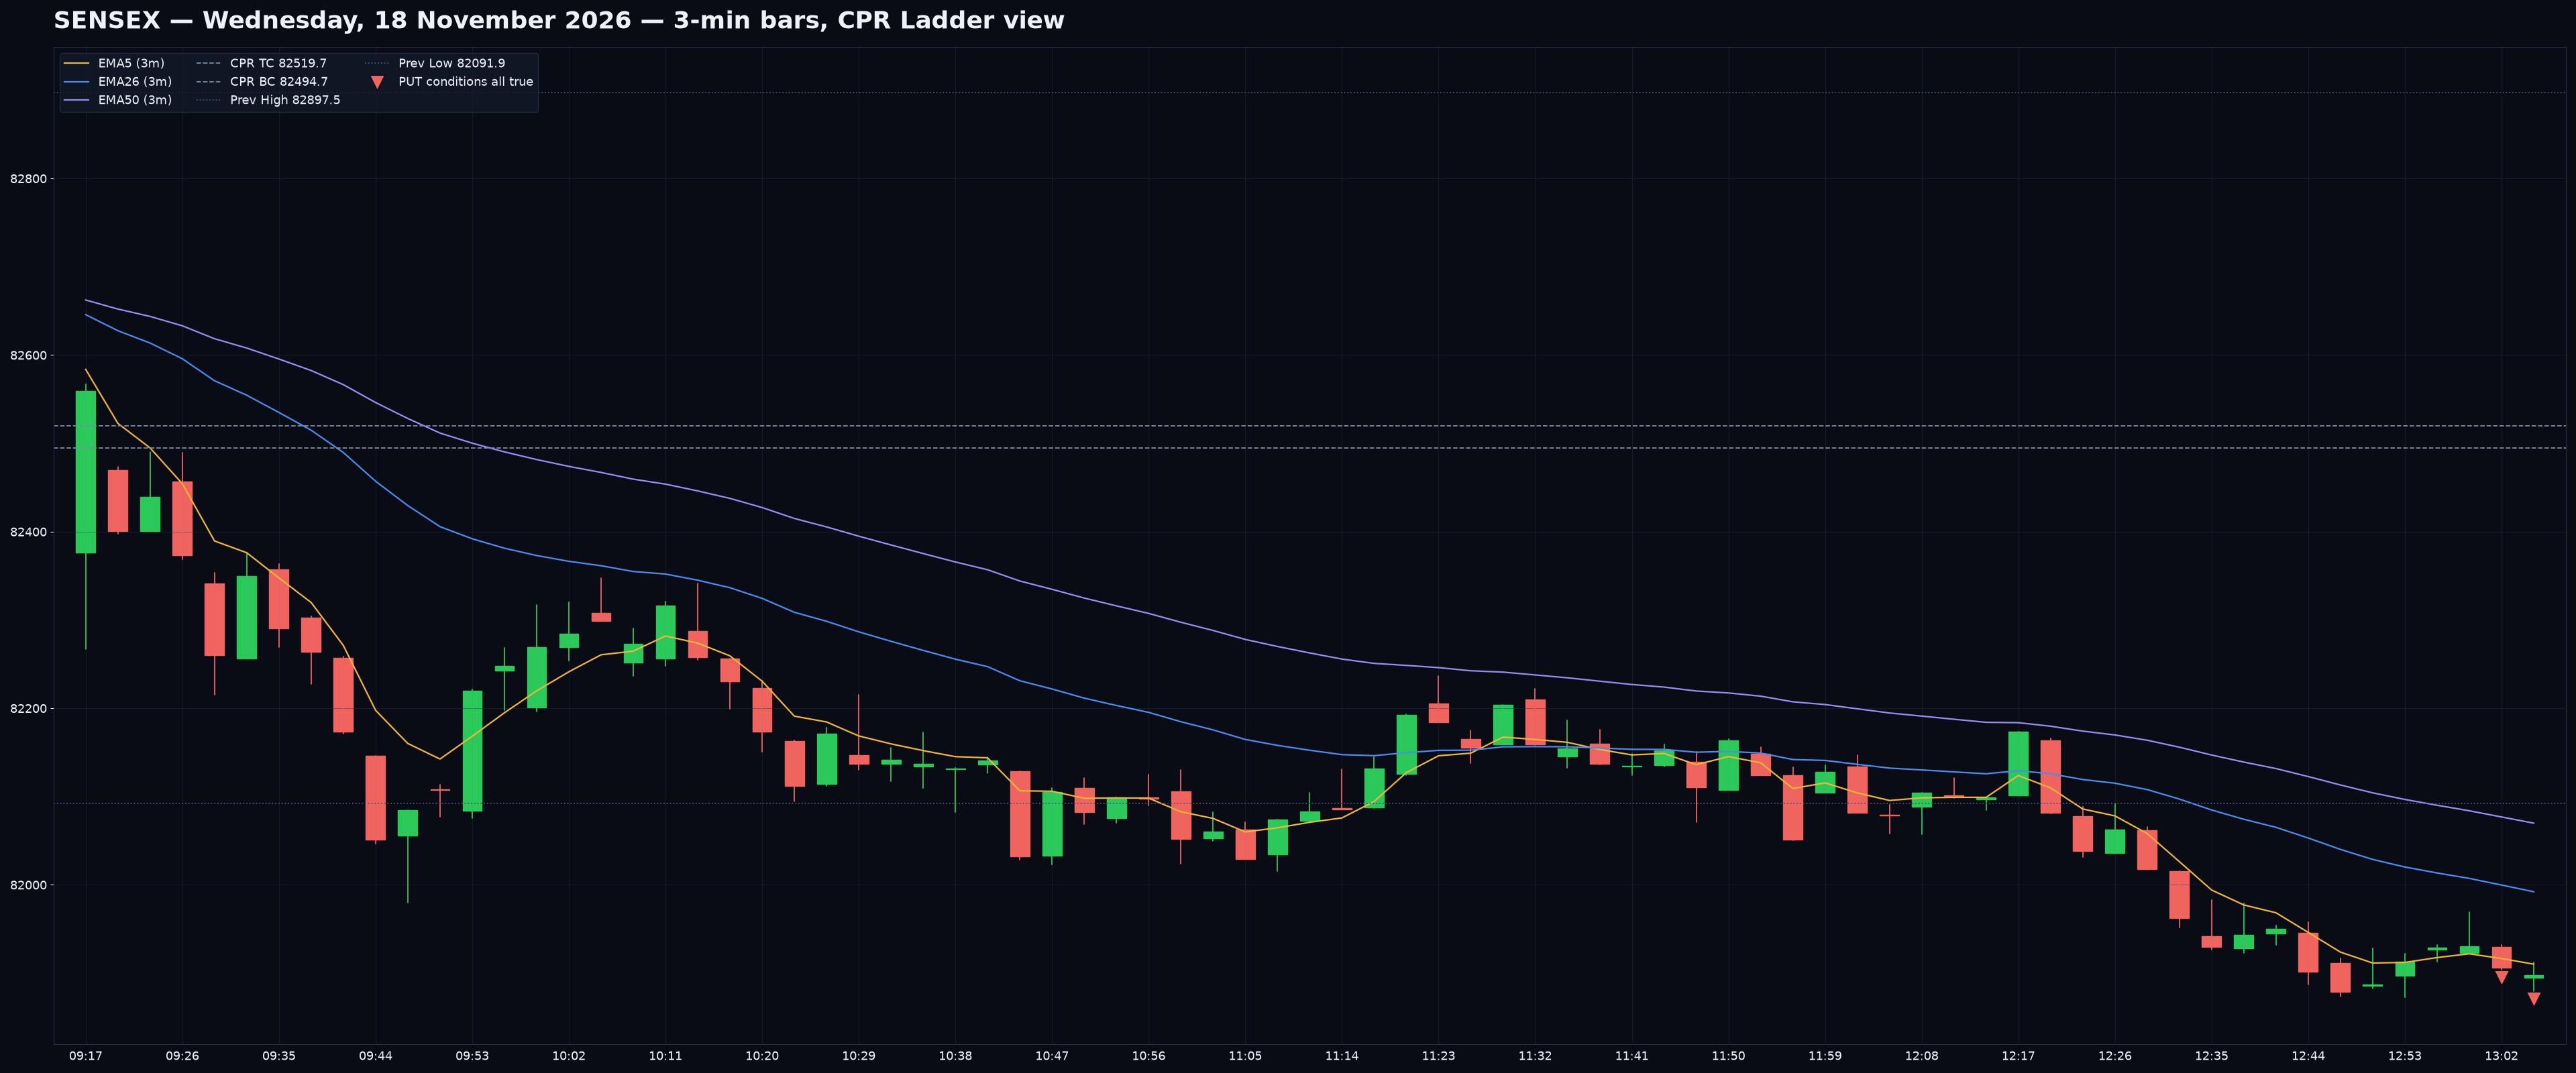 SENSEX — Wednesday, 18 November 2026 — 3-min bars, CPR Ladder view
EMA5 (3m) CPR TC 82519.7 Prev Low 82091.9
EMA26 (3m) CPR BC 82494.7 PUT conditions all true
EMA50 (3m) Prev High 82897.5
82800
82600
82400
82200
82000
09:17 09:26 09:35 09:44 09:53 10:02 10:11 10:20 10:29 10:38 10:47 10:56 11:05 11:14 11:23 11:32 11:41 11:50 11:59 12:08 12:17 12:26 12:35 12:44 12:53 13:02